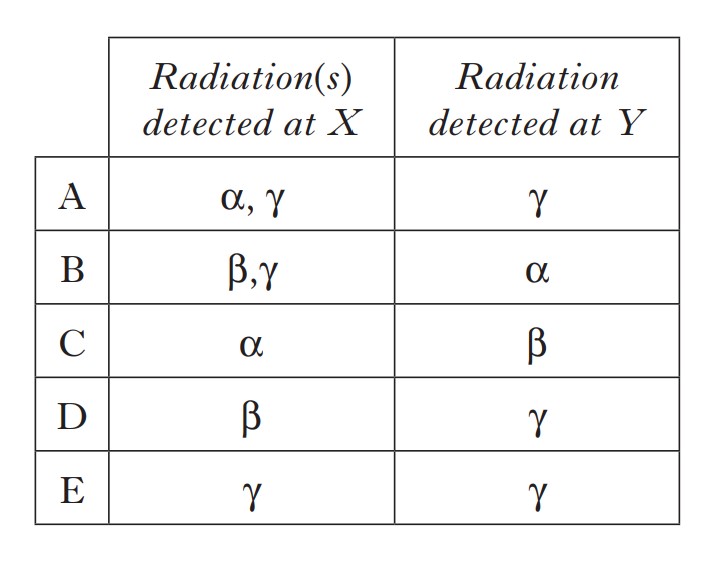 Radiation(s) detected at X Radiation detected at Y
A α, γ γ
B β,γ α
C α β
D β γ
E γ γ